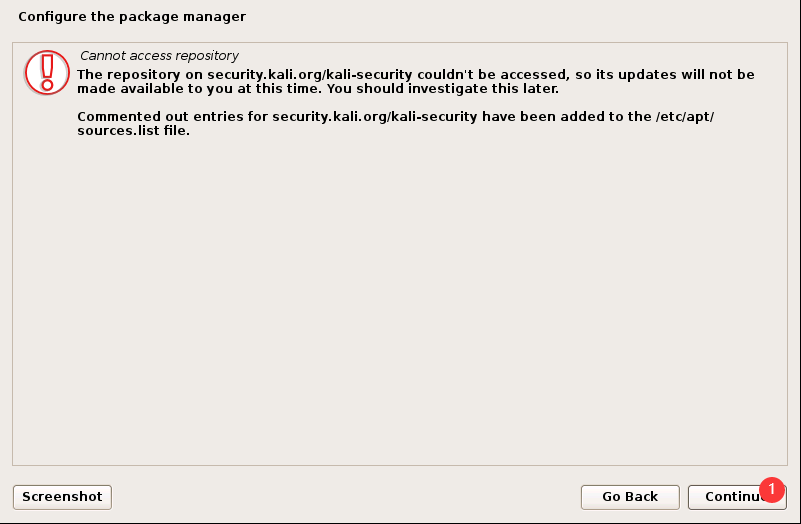 Configure the package manager
Cannot access repository
The repository on security.kali.org/kali-security couldn't be accessed, so its updates will not be
made available to you at this time. You should investigate this later.
Commented out entries for security.kali.org/kali-security have been added to the /etc/apt/
sources.list file.
Screenshot
Go Back
Continue
1